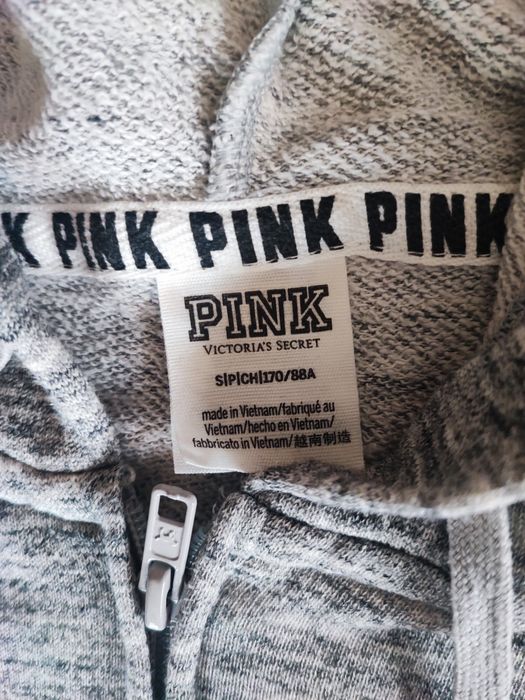 K PINK PINK PINK
PINK
VICTORIA'S SECRET
S|P|CH|170/88A
made in Vietnam/fabriqué au
Vietnam/hecho en Vietnam/
fabbricato in Vietnam/越南制造